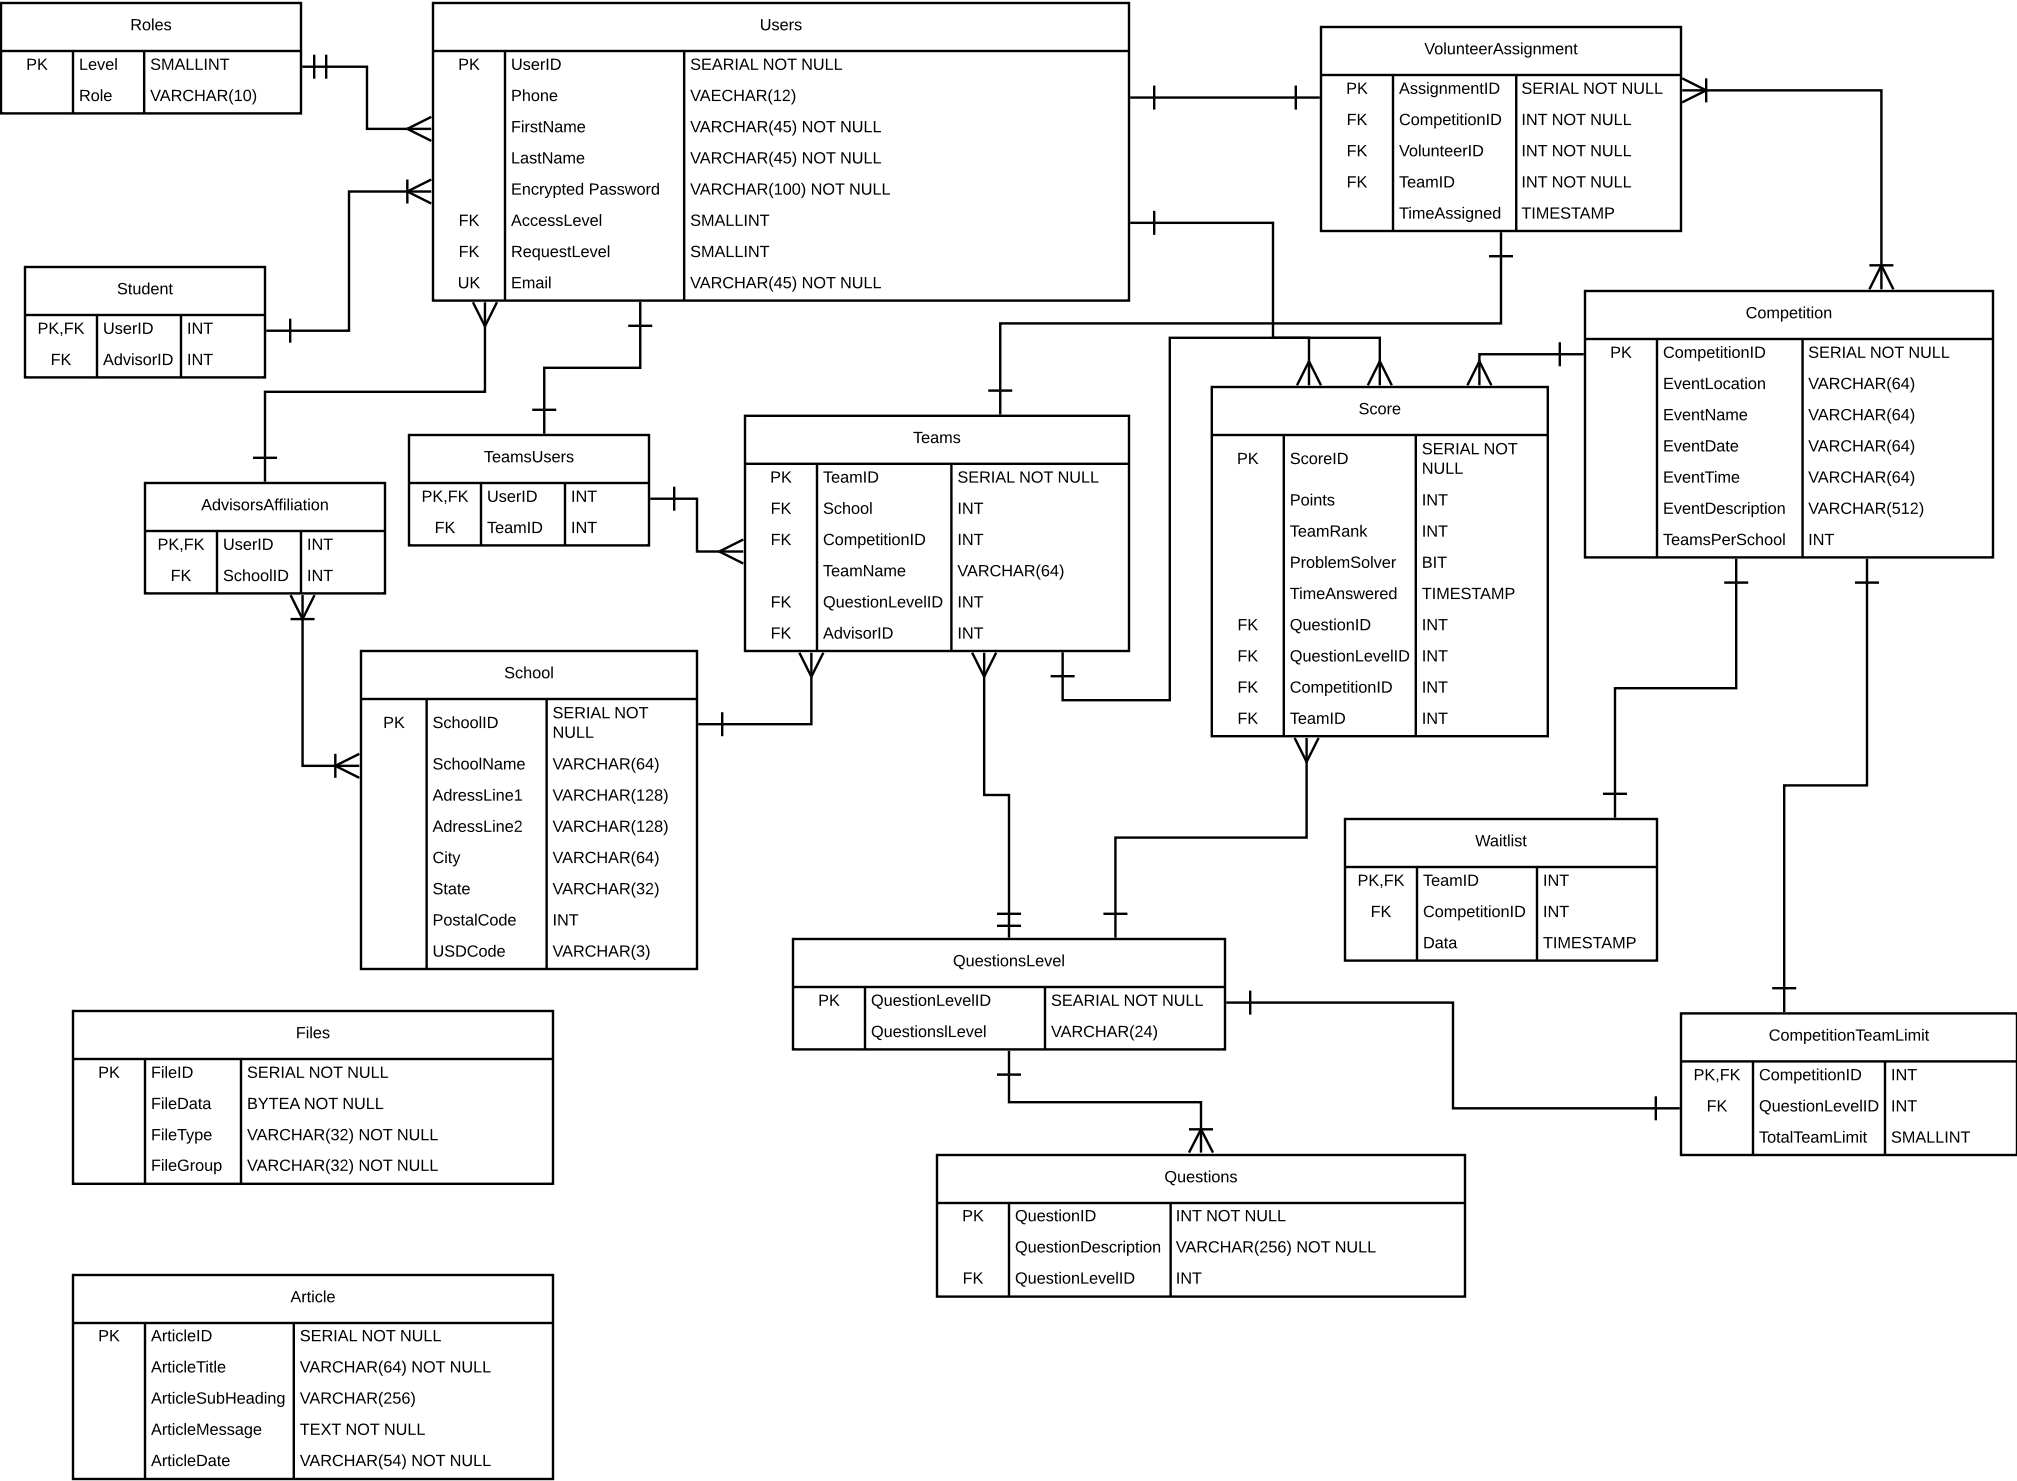 Roles
PK Level SMALLINT
Role VARCHAR(10)
Users
PK UserID SEARIAL NOT NULL
Phone VAECHAR(12)
FirstName VARCHAR(45) NOT NULL
LastName VARCHAR(45) NOT NULL
Encrypted Password VARCHAR(100) NOT NULL
FK AccessLevel SMALLINT
FK RequestLevel SMALLINT
UK Email VARCHAR(45) NOT NULL
VolunteerAssignment
PK AssignmentID SERIAL NOT NULL
FK CompetitionID INT NOT NULL
FK VolunteerID INT NOT NULL
FK TeamID INT NOT NULL
TimeAssigned TIMESTAMP
Student
PK,FK UserID INT
FK AdvisorID INT
Competition
PK CompetitionID SERIAL NOT NULL
EventLocation VARCHAR(64)
EventName VARCHAR(64)
EventDate VARCHAR(64)
EventTime VARCHAR(64)
EventDescription VARCHAR(512)
TeamsPerSchool INT
AdvisorsAffiliation
PK,FK UserID INT
FK SchoolID INT
TeamsUsers
PK,FK UserID INT
FK TeamID INT
Teams
PK TeamID SERIAL NOT NULL
FK School INT
FK CompetitionID INT
TeamName VARCHAR(64)
FK QuestionLevelID INT
FK AdvisorID INT
Score
PK ScoreID SERIAL NOT
NULL
Points INT
TeamRank INT
ProblemSolver BIT
TimeAnswered TIMESTAMP
FK QuestionID INT
FK QuestionLevelID INT
FK CompetitionID INT
FK TeamID INT
School
PK SchoolID SERIAL NOT
NULL
SchoolName VARCHAR(64)
AdressLine1 VARCHAR(128)
AdressLine2 VARCHAR(128)
City VARCHAR(64)
State VARCHAR(32)
PostalCode INT
USDCode VARCHAR(3)
Waitlist
PK,FK TeamID INT
FK CompetitionID INT
Data TIMESTAMP
QuestionsLevel
PK QuestionLevelID SEARIAL NOT NULL
QuestionslLevel VARCHAR(24)
CompetitionTeamLimit
PK,FK CompetitionID INT
FK QuestionLevelID INT
TotalTeamLimit SMALLINT
Files
PK FileID SERIAL NOT NULL
FileData BYTEA NOT NULL
FileType VARCHAR(32) NOT NULL
FileGroup VARCHAR(32) NOT NULL
Questions
PK QuestionID INT NOT NULL
QuestionDescription VARCHAR(256) NOT NULL
FK QuestionLevelID INT
Article
PK ArticleID SERIAL NOT NULL
ArticleTitle VARCHAR(64) NOT NULL
ArticleSubHeading VARCHAR(256)
ArticleMessage TEXT NOT NULL
ArticleDate VARCHAR(54) NOT NULL